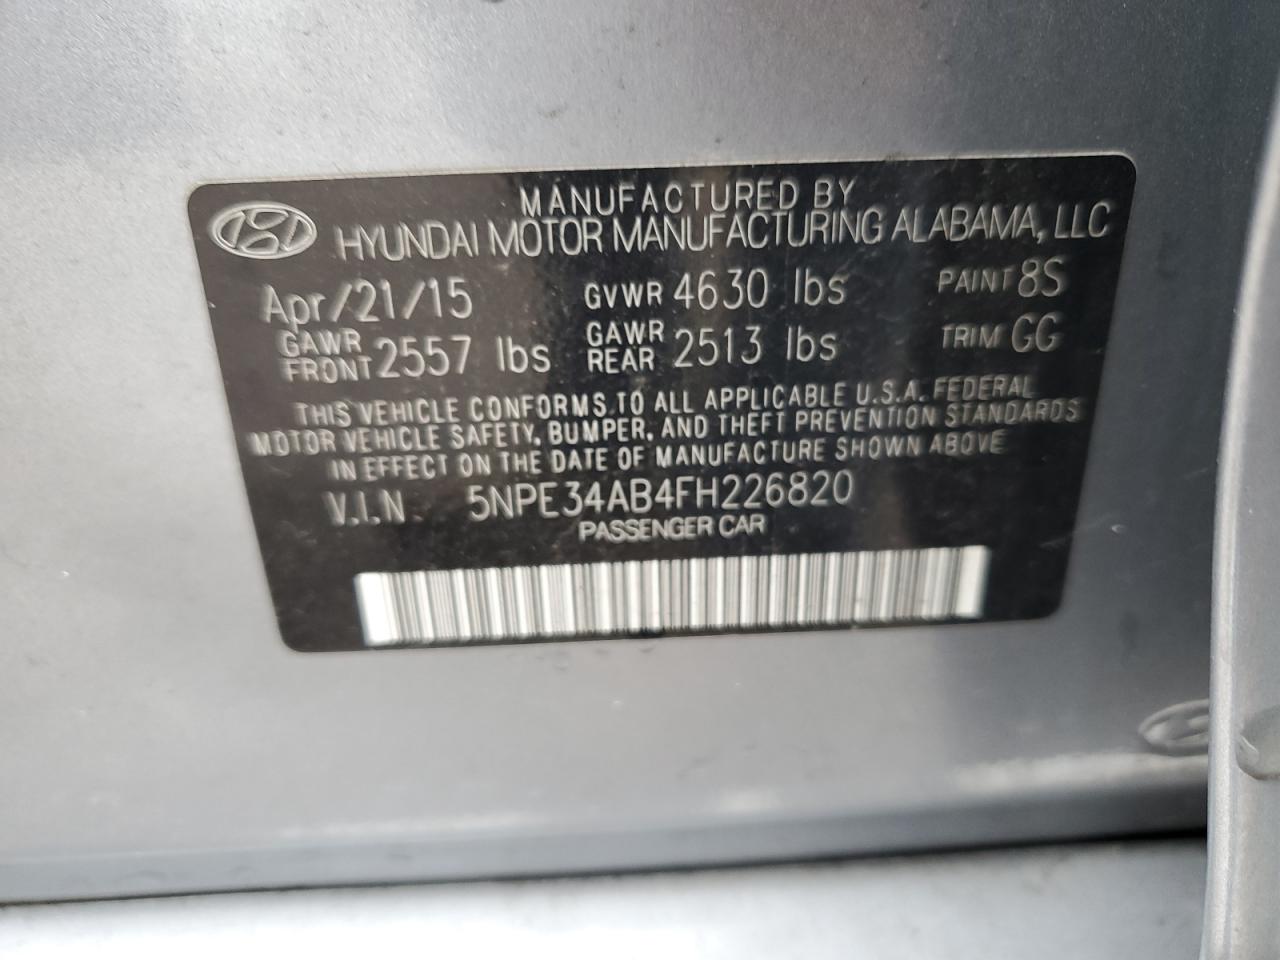 MANUFACTURED BY
HYUNDAI MOTOR MANUFACTURING ALABAMA, LLC
Apr/21/15 GVWR 4630 lbs PAINT 8S
GAWR FRONT 2557 lbs GAWR REAR 2513 lbs TRIM GG
THIS VEHICLE CONFORMS TO ALL APPLICABLE U.S.A. FEDERAL
MOTOR VEHICLE SAFETY, BUMPER, AND THEFT PREVENTION STANDARDS
IN EFFECT ON THE DATE OF MANUFACTURE SHOWN ABOVE
V.I.N 5NPE34AB4FH226820
PASSENGER CAR